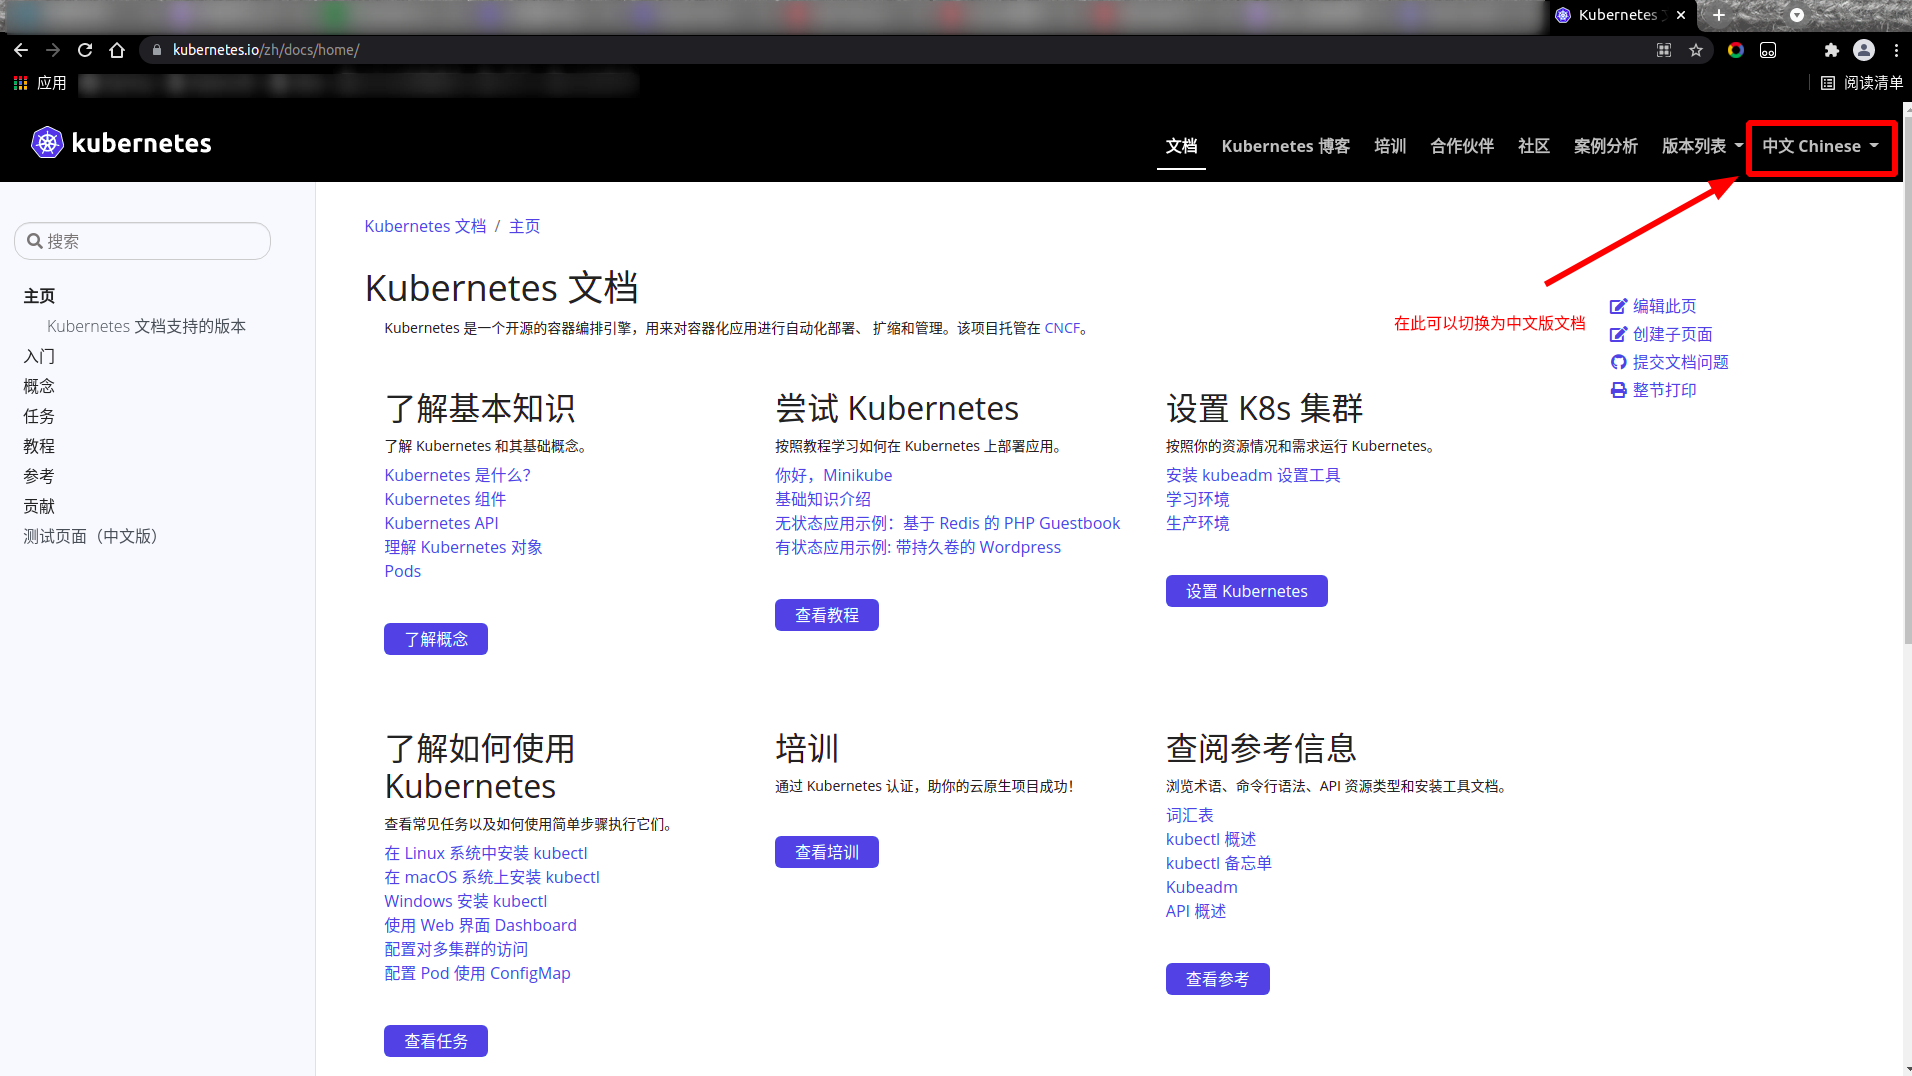 Kubernetes
kubernetes.io/zh/docs/home/
应用
阅读清单
kubernetes
文档
Kubernetes 博客
培训
合作伙伴
社区
案例分析
版本列表
中文 Chinese
搜索
主页
Kubernetes 文档支持的版本
入门
概念
任务
教程
参考
贡献
测试页面（中文版）
Kubernetes 文档 / 主页
Kubernetes 文档
Kubernetes 是一个开源的容器编排引擎，用来对容器化应用进行自动化部署、 扩缩和管理。该项目托管在 CNCF。
在此可以切换为中文版文档
编辑此页
创建子页面
提交文档问题
整节打印
了解基本知识
了解 Kubernetes 和其基础概念。
Kubernetes 是什么？
Kubernetes 组件
Kubernetes API
理解 Kubernetes 对象
Pods
了解概念
尝试 Kubernetes
按照教程学习如何在 Kubernetes 上部署应用。
你好，Minikube
基础知识介绍
无状态应用示例：基于 Redis 的 PHP Guestbook
有状态应用示例: 带持久卷的 Wordpress
查看教程
设置 K8s 集群
按照你的资源情况和需求运行 Kubernetes。
安装 kubeadm 设置工具
学习环境
生产环境
设置 Kubernetes
了解如何使用
Kubernetes
查看常见任务以及如何使用简单步骤执行它们。
在 Linux 系统中安装 kubectl
在 macOS 系统上安装 kubectl
Windows 安装 kubectl
使用 Web 界面 Dashboard
配置对多集群的访问
配置 Pod 使用 ConfigMap
查看任务
培训
通过 Kubernetes 认证，助你的云原生项目成功！
查看培训
查阅参考信息
浏览术语、命令行语法、API 资源类型和安装工具文档。
词汇表
kubectl 概述
kubectl 备忘单
Kubeadm
API 概述
查看参考